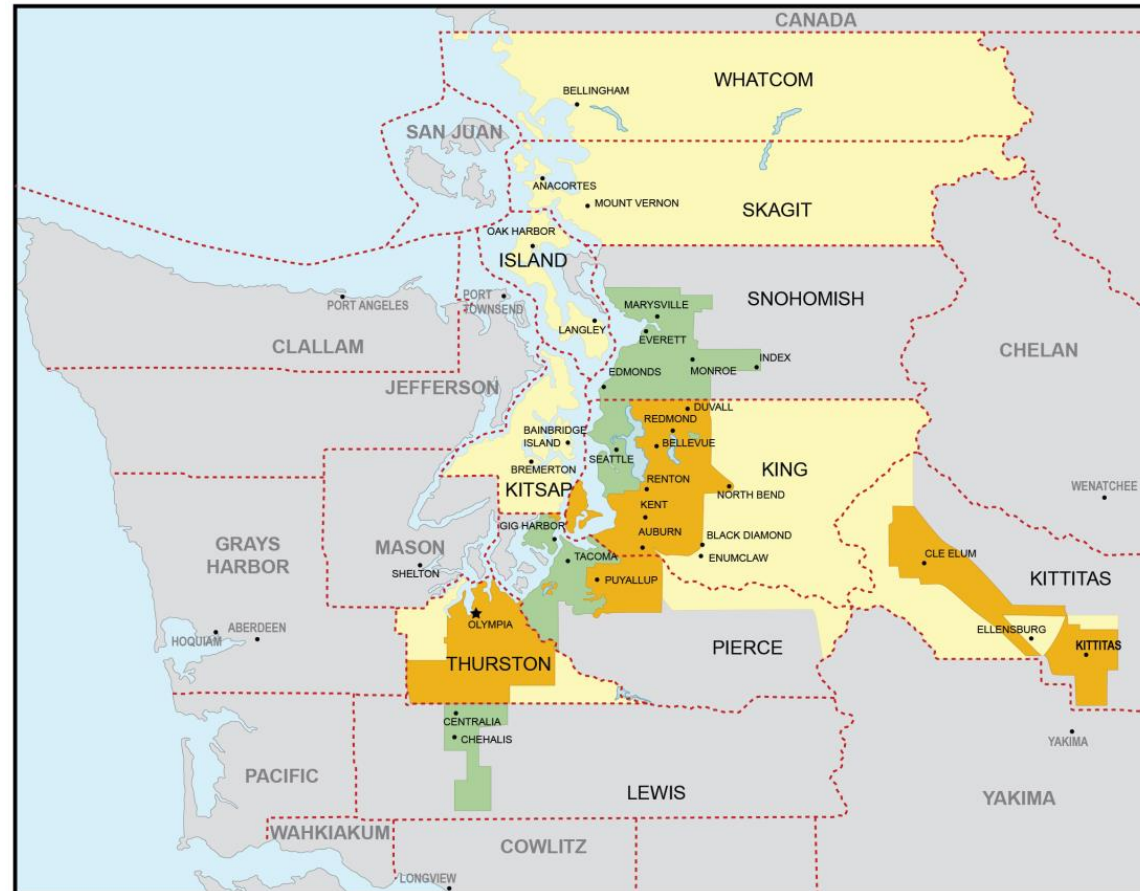 CANADA
WHATCOM
BELLINGHAM
SAN JUAN
ANACORTES
MOUNT VERNON
SKAGIT
OAK HARBOR
ISLAND
SNOHOMISH
PORT ANGELES
PORT
TOWNSEND
MARYSVILLE
LANGLEY
EVERETT
CLALLAM
CHELAN
INDEX
MONROE
EDMONDS
JEFFERSON
DUVALL
REDMOND
BAINBRIDGE
ISLAND
BELLEVUE
SEATTLE
BREMERTON
KING
RENTON
NORTH BEND
WENATCHEE
KITSAP
KENT
GIG HARBOR
AUBURN
BLACK DIAMOND
ENUMCLAW
GRAYS
HARBOR
MASON
SHELTON
TACOMA
CLE ELUM
PUYALLUP
KITTITAS
OLYMPIA
HOQUIAM
ABERDEEN
ELLENSBURG
KITTITAS
PIERCE
THURSTON
CENTRALIA
CHEHALIS
YAKIMA
PACIFIC
LEWIS
YAKIMA
WAHKIAKUM
COWLITZ
LONGVIEW